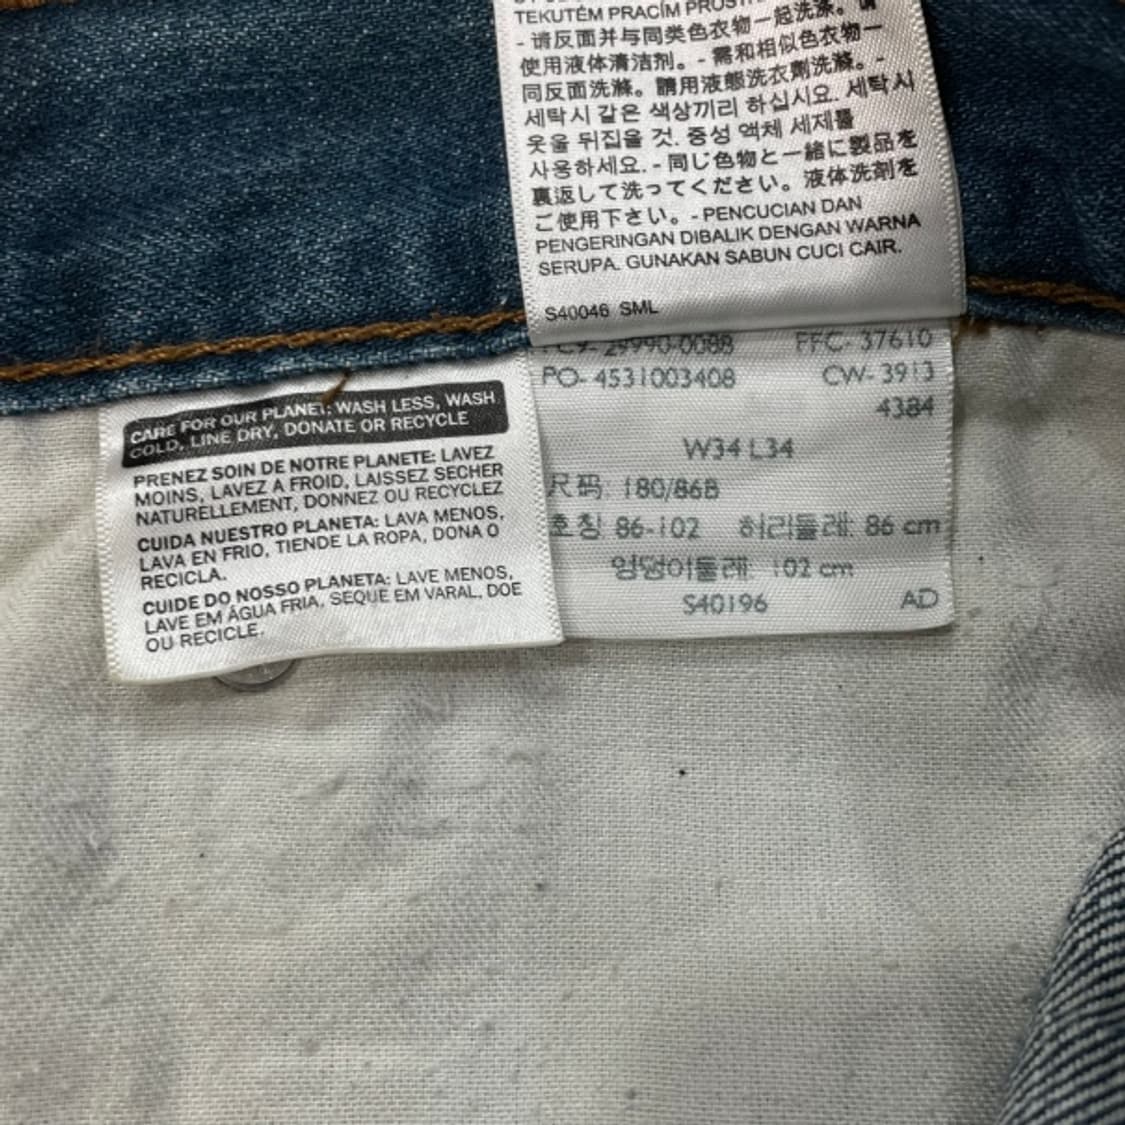 TEKUTÉM PRACÍM
- 请反面并与同类色衣物一起洗涤。请
使用液体清洁剂。- 需和相似色衣物一
同反面洗滌。請用液態洗衣劑洗滌。-
세탁시 같은 색상끼리 하십시요. 세탁시
옷을 뒤집을 것. 중성 액체 세제를
사용하세요. - 同じ色物と一緒に製品を
裏返して洗ってください。液体洗剤を
ご使用下さい。- PENCUCIAN DAN
PENGERINGAN DIBALIK DENGAN WARNA
SERUPA. GUNAKAN SABUN CUCI CAIR.
S40046 SML
CARE FOR OUR PLANET: WASH LESS, WASH
COLD, LINE DRY, DONATE OR RECYCLE
PRENEZ SOIN DE NOTRE PLANETE: LAVEZ
MOINS, LAVEZ A FROID, LAISSEZ SECHER
NATURELLEMENT, DONNEZ OU RECYCLEZ
CUIDA NUESTRO PLANETA: LAVA MENOS,
LAVA EN FRIO, TIENDE LA ROPA, DONA O
RECICLA.
CUIDE DO NOSSO PLANETA: LAVE MENOS,
LAVE EM ÁGUA FRIA, SEQUE EM VARAL, DOE
OU RECICLE.
PC9- 29990-0088 FFC- 37610
PO- 4531003408 CW- 3913
4384
W34 L34
尺码: 180/86B
호칭 86-102 허리둘레: 86 cm
엉덩이둘레: 102 cm
S40196 AD